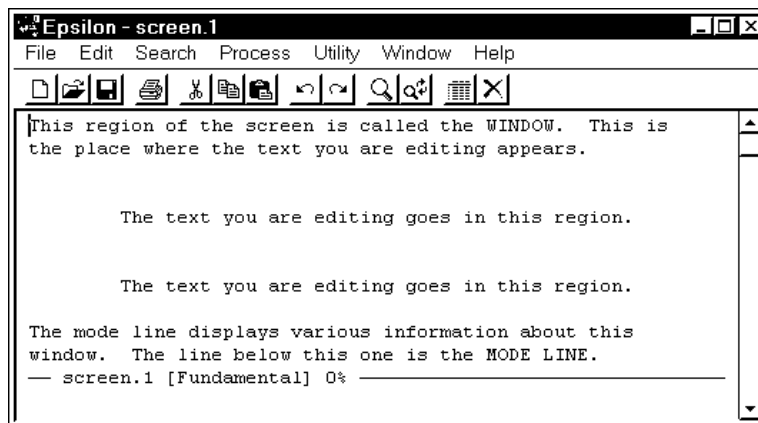 Epsilon - screen.1
File Edit Search Process Utility Window Help
This region of the screen is called the WINDOW.  This is
the place where the text you are editing appears.
The text you are editing goes in this region.
The text you are editing goes in this region.
The mode line displays various information about this
window.  The line below this one is the MODE LINE.
— screen.1 [Fundamental] 0% —